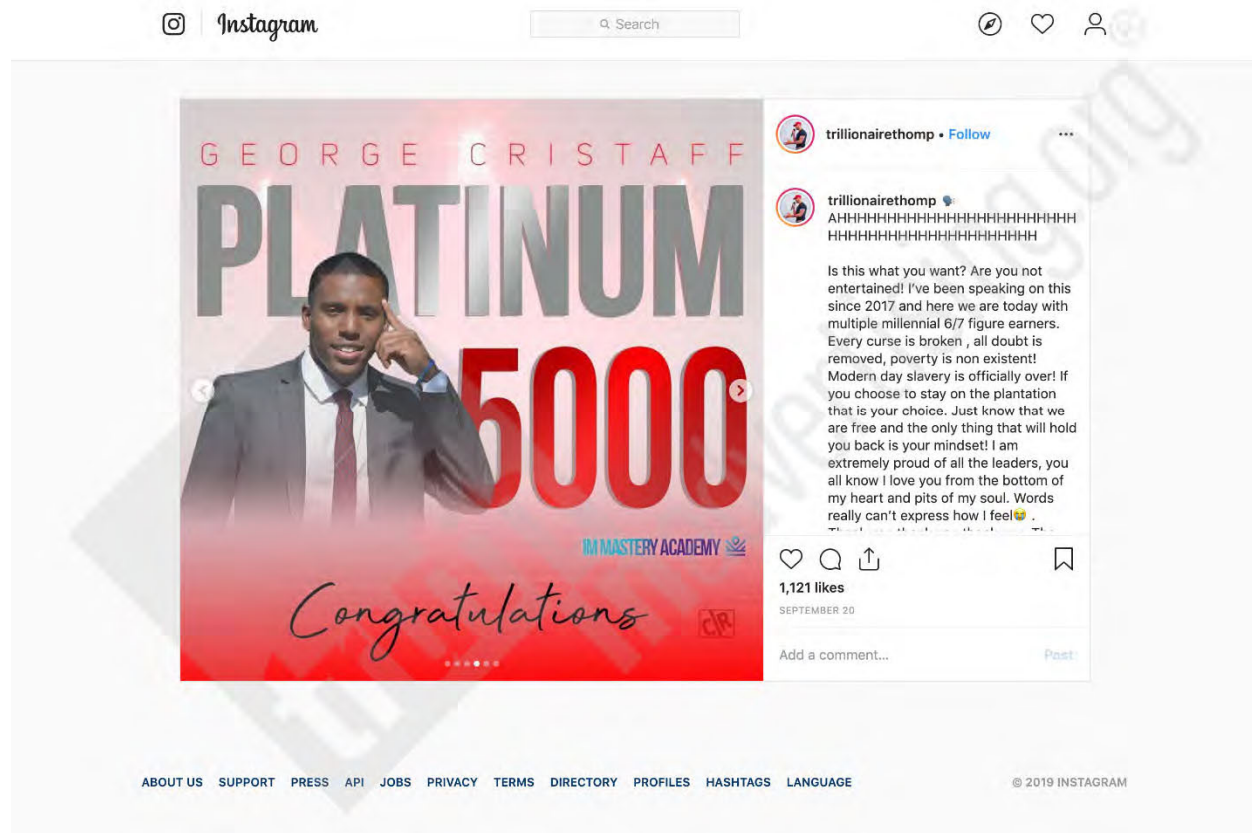 Instagram
Search
GEORGE CRISTAFF
PLATINUM
5000
IM MASTERY ACADEMY
Congratulations
C|R
trillionairethomp • Follow
trillionairethomp 🗣
AHHHHHHHHHHHHHHHHHHHHHHHH
HHHHHHHHHHHHHHHHHHHHH
Is this what you want? Are you not
entertained! I've been speaking on this
since 2017 and here we are today with
multiple millennial 6/7 figure earners.
Every curse is broken , all doubt is
removed, poverty is non existent!
Modern day slavery is officially over! If
you choose to stay on the plantation
that is your choice. Just know that we
are free and the only thing that will hold
you back is your mindset! I am
extremely proud of all the leaders, you
all know I love you from the bottom of
my heart and pits of my soul. Words
really can't express how I feel😭 .
1,121 likes
SEPTEMBER 20
Add a comment...
Post
ABOUT US SUPPORT PRESS API JOBS PRIVACY TERMS DIRECTORY PROFILES HASHTAGS LANGUAGE
© 2019 INSTAGRAM
truthinadvertising.org